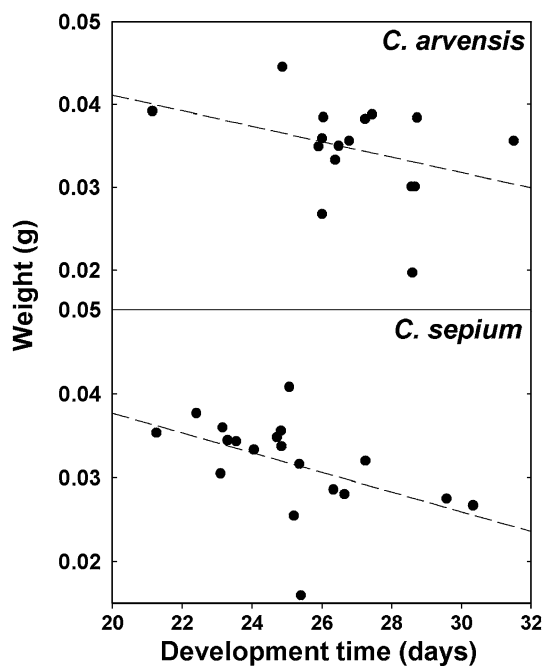 0.05
C. arvensis
0.04
0.03
0.02
0.05
C. sepium
0.04
0.03
0.02
Weight (g)
20 22 24 26 28 30 32
Development time (days)